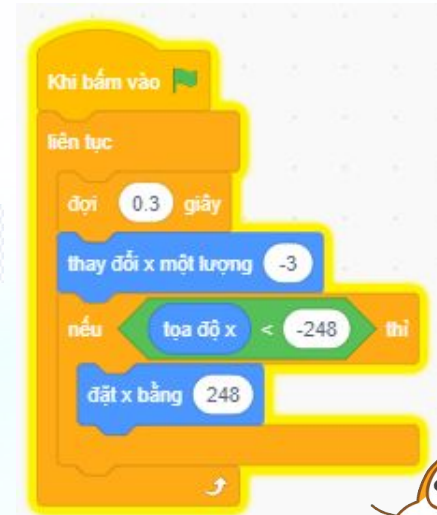 Khi bấm vào
liên tục
đợi 0.3 giây
thay đổi x một lượng -3
nếu tọa độ x < -248 thì
đặt x bằng 248